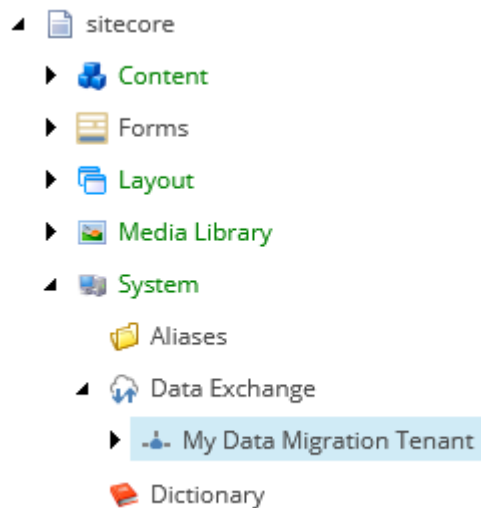 sitecore
Content
Forms
Layout
Media Library
System
Aliases
Data Exchange
My Data Migration Tenant
Dictionary